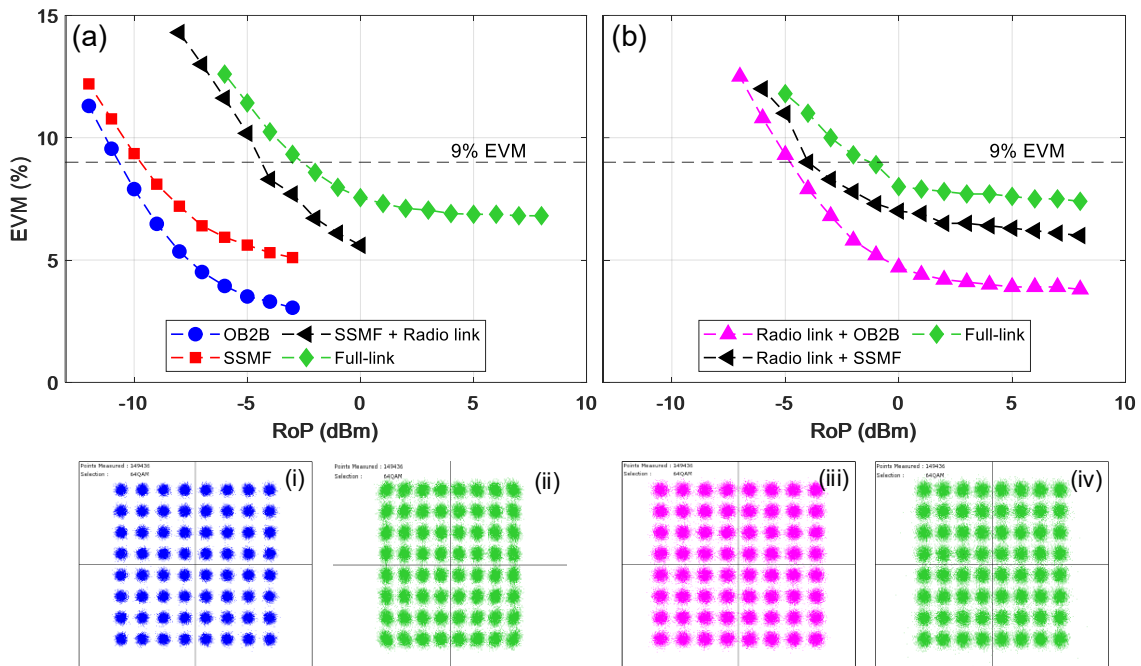 (a)
(b)
15
10
5
0
EVM (%)
9% EVM
9% EVM
OB2B
SSMF + Radio link
SSMF
Full-link
Radio link + OB2B
Full-link
Radio link + SSMF
-10
-5
0
5
10
-10
-5
0
5
10
RoP (dBm)
RoP (dBm)
Points Measured : 149436
Selection : 64QAM
(i)
Points Measured : 149436
Selection : 64QAM
(ii)
Points Measured : 149436
Selection : 64QAM
(iii)
Points Measured : 149436
Selection : 64QAM
(iv)